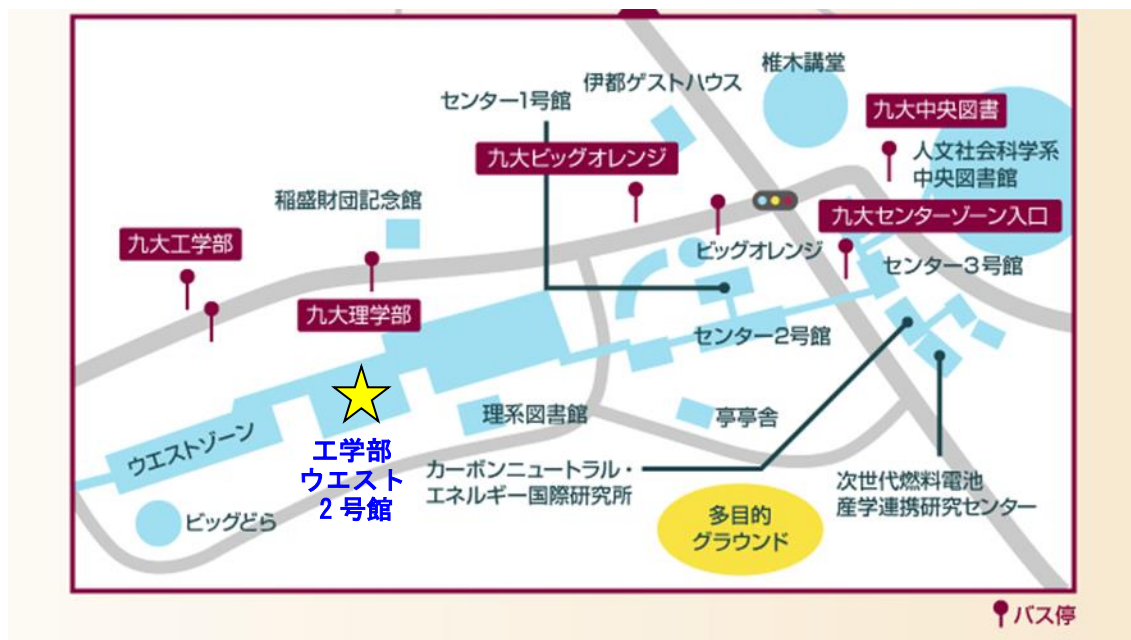 椎木講堂
伊都ゲストハウス
センター1号館
九大中央図書
九大ビッグオレンジ
人文社会科学系
中央図書館
稲盛財団記念館
九大センターゾーン入口
九大工学部
ビッグオレンジ
センター3号館
九大理学部
センター2号館
理系図書館
亭亭舎
ウエストゾーン
工学部
ウエスト
2号館
カーボンニュートラル・
エネルギー国際研究所
次世代燃料電池
産学連携研究センター
多目的
グラウンド
ビッグどら
バス停